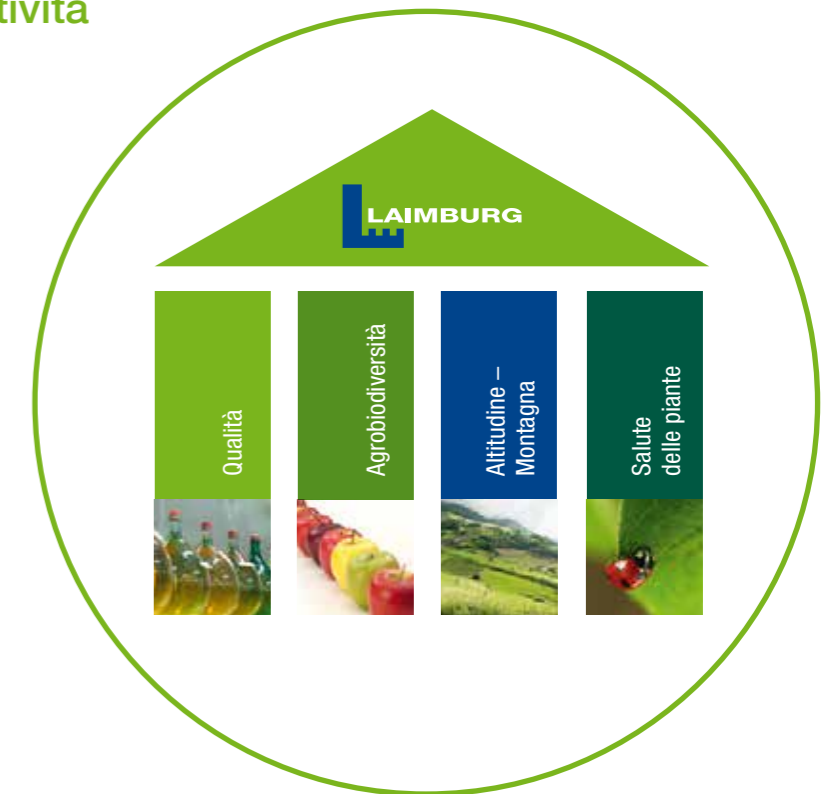 tività
LAIMBURG
Qualità
Agrobiodiversità
Altitudine –
Montagna
Salute
delle piante